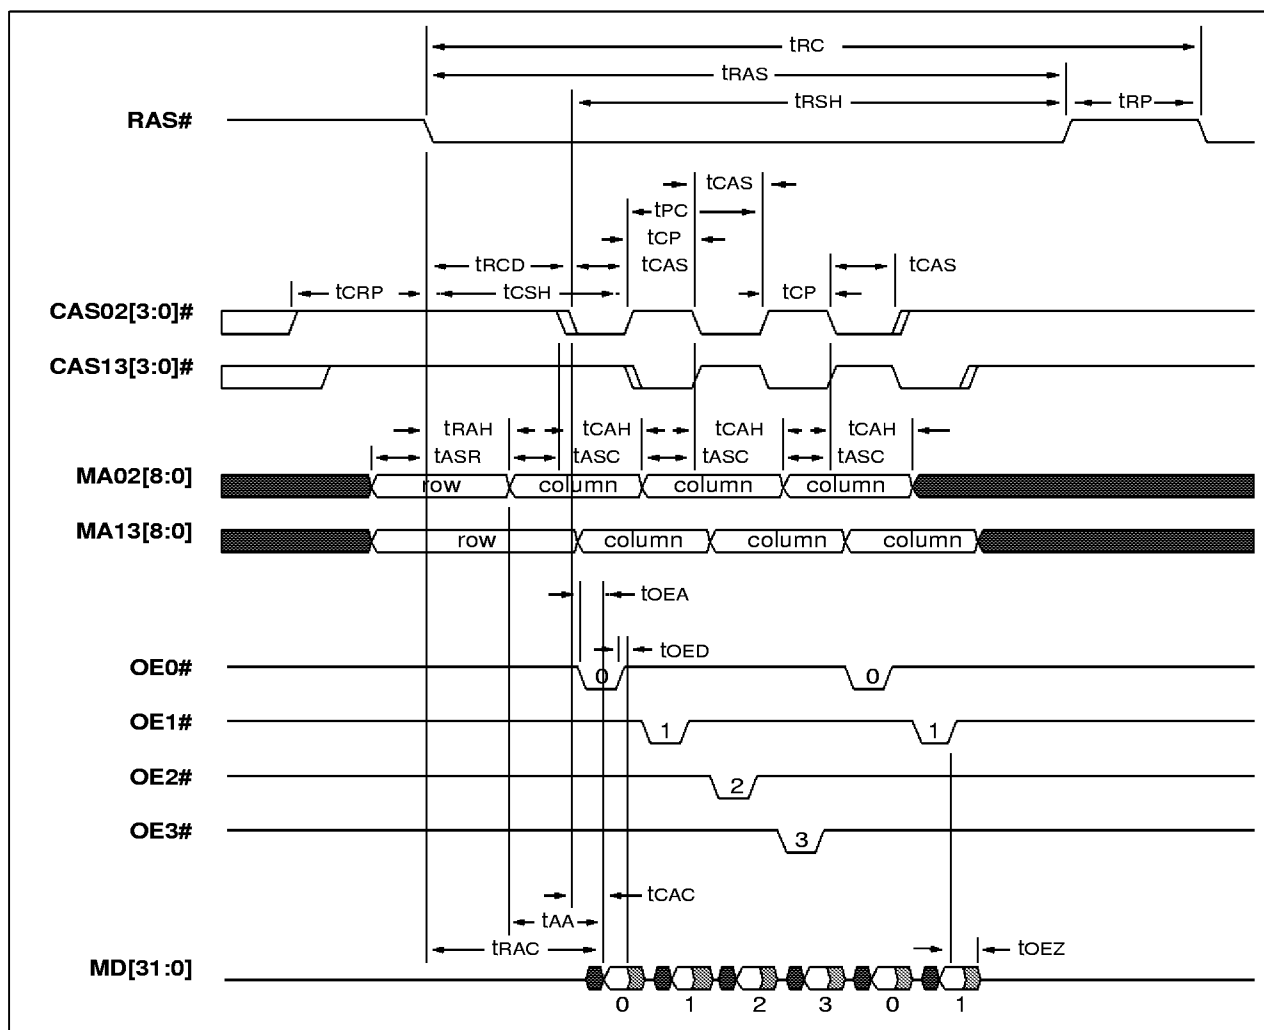 tRC
tRAS
tRSH tRP
RAS#
tCAS
tPC
tCP
tRCD tCAS tCAS
tCRP tCSH tCP
CAS02[3:0]#
CAS13[3:0]#
tRAH tCAH tCAH tCAH
tASR tASC tASC tASC
MA02[8:0] row column column column
MA13[8:0] row column column column
tOEA
tOED
OE0# 0 0
OE1# 1 1
OE2# 2
OE3# 3
tCAC
tAA
tRAC tOEZ
MD[31:0]
0 1 2 3 0 1